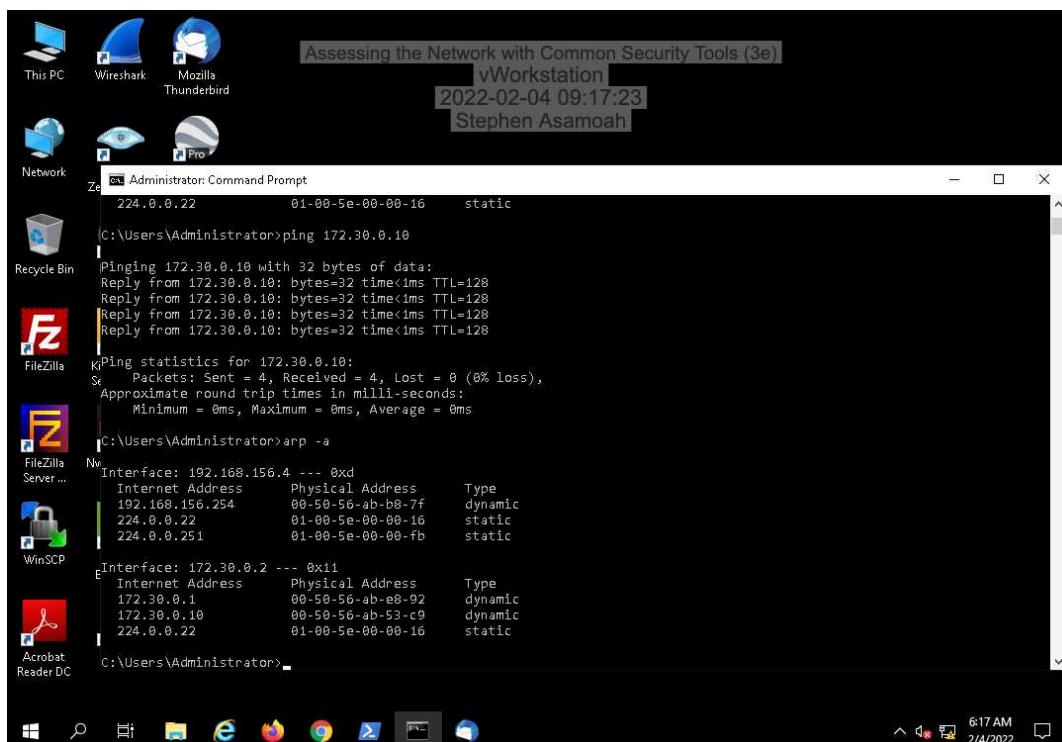 Assessing the Network with Common Security Tools (3e)
vWorkstation
2022-02-04 09:17:23
Stephen Asamoah
This PC
Wireshark
Mozilla
Thunderbird
Network
Pro
Ze
Recycle Bin
FileZilla
Ki
Se
FileZilla
Server ...
Nw
WinSCP
E
Acrobat
Reader DC
Administrator: Command Prompt
224.0.0.22 01-00-5e-00-00-16 static
C:\Users\Administrator>ping 172.30.0.10
Pinging 172.30.0.10 with 32 bytes of data:
Reply from 172.30.0.10: bytes=32 time<1ms TTL=128
Reply from 172.30.0.10: bytes=32 time<1ms TTL=128
Reply from 172.30.0.10: bytes=32 time<1ms TTL=128
Reply from 172.30.0.10: bytes=32 time<1ms TTL=128
Ping statistics for 172.30.0.10:
Packets: Sent = 4, Received = 4, Lost = 0 (0% loss),
Approximate round trip times in milli-seconds:
Minimum = 0ms, Maximum = 0ms, Average = 0ms
C:\Users\Administrator>arp -a
Interface: 192.168.156.4 --- 0xd
Internet Address Physical Address Type
192.168.156.254 00-50-56-ab-b8-7f dynamic
224.0.0.22 01-00-5e-00-00-16 static
224.0.0.251 01-00-5e-00-00-fb static
Interface: 172.30.0.2 --- 0x11
Internet Address Physical Address Type
172.30.0.1 00-50-56-ab-e8-92 dynamic
172.30.0.10 00-50-56-ab-53-c9 dynamic
224.0.0.22 01-00-5e-00-00-16 static
C:\Users\Administrator>
6:17 AM
2/4/2022